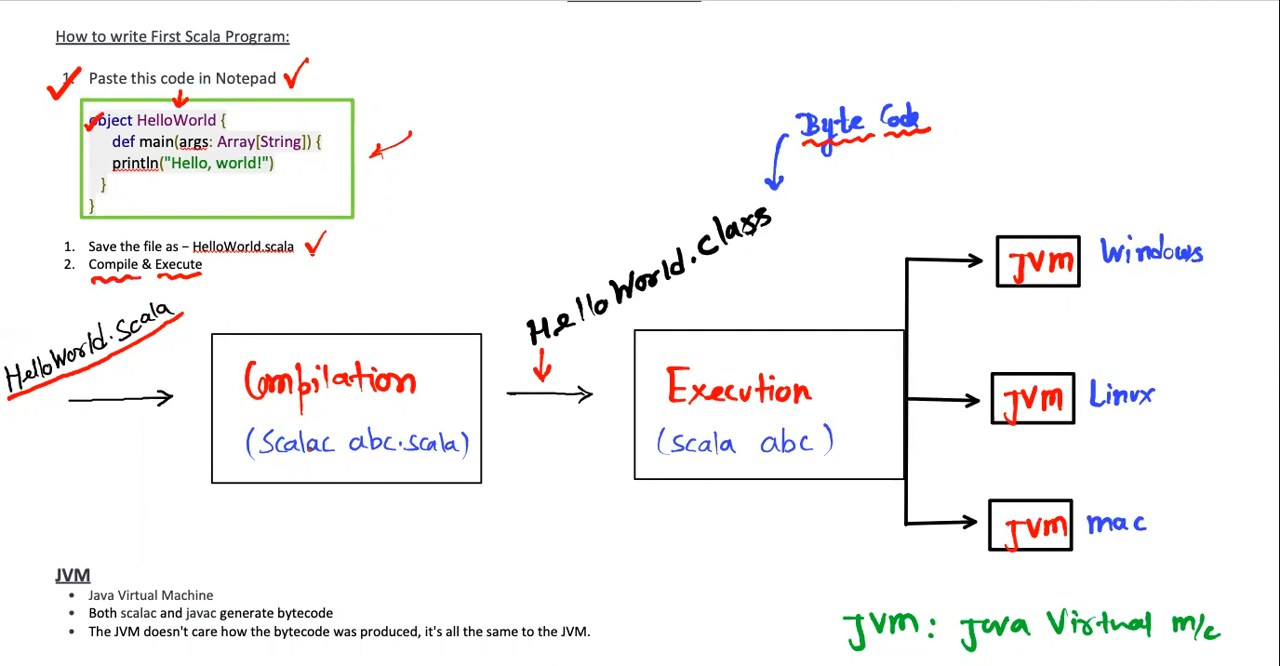 How to write First Scala Program:
1. Paste this code in Notepad
object HelloWorld {
def main(args: Array[String]) {
println("Hello, world!")
}
}
1. Save the file as – HelloWorld.scala
2. Compile & Execute
Byte Code
HelloWorld.class
HelloWorld.Scala
Compilation
(Scalac abc.scala)
Execution
(scala abc)
JVM Windows
JVM Linux
JVM mac
JVM
• Java Virtual Machine
• Both scalac and javac generate bytecode
• The JVM doesn't care how the bytecode was produced, it's all the same to the JVM.
JVM: Java Virtual m/c